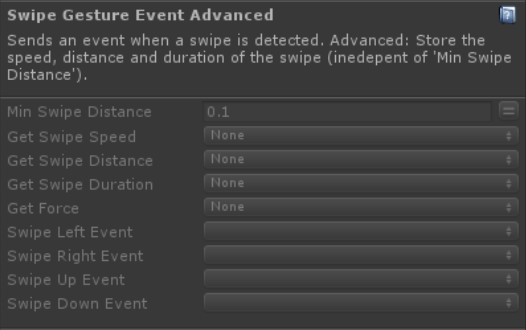 Swipe Gesture Event Advanced
Sends an event when a swipe is detected. Advanced: Store the
speed, distance and duration of the swipe (inedepent of 'Min Swipe
Distance').
Min Swipe Distance 0.1
Get Swipe Speed None
Get Swipe Distance None
Get Swipe Duration None
Get Force None
Swipe Left Event
Swipe Right Event
Swipe Up Event
Swipe Down Event